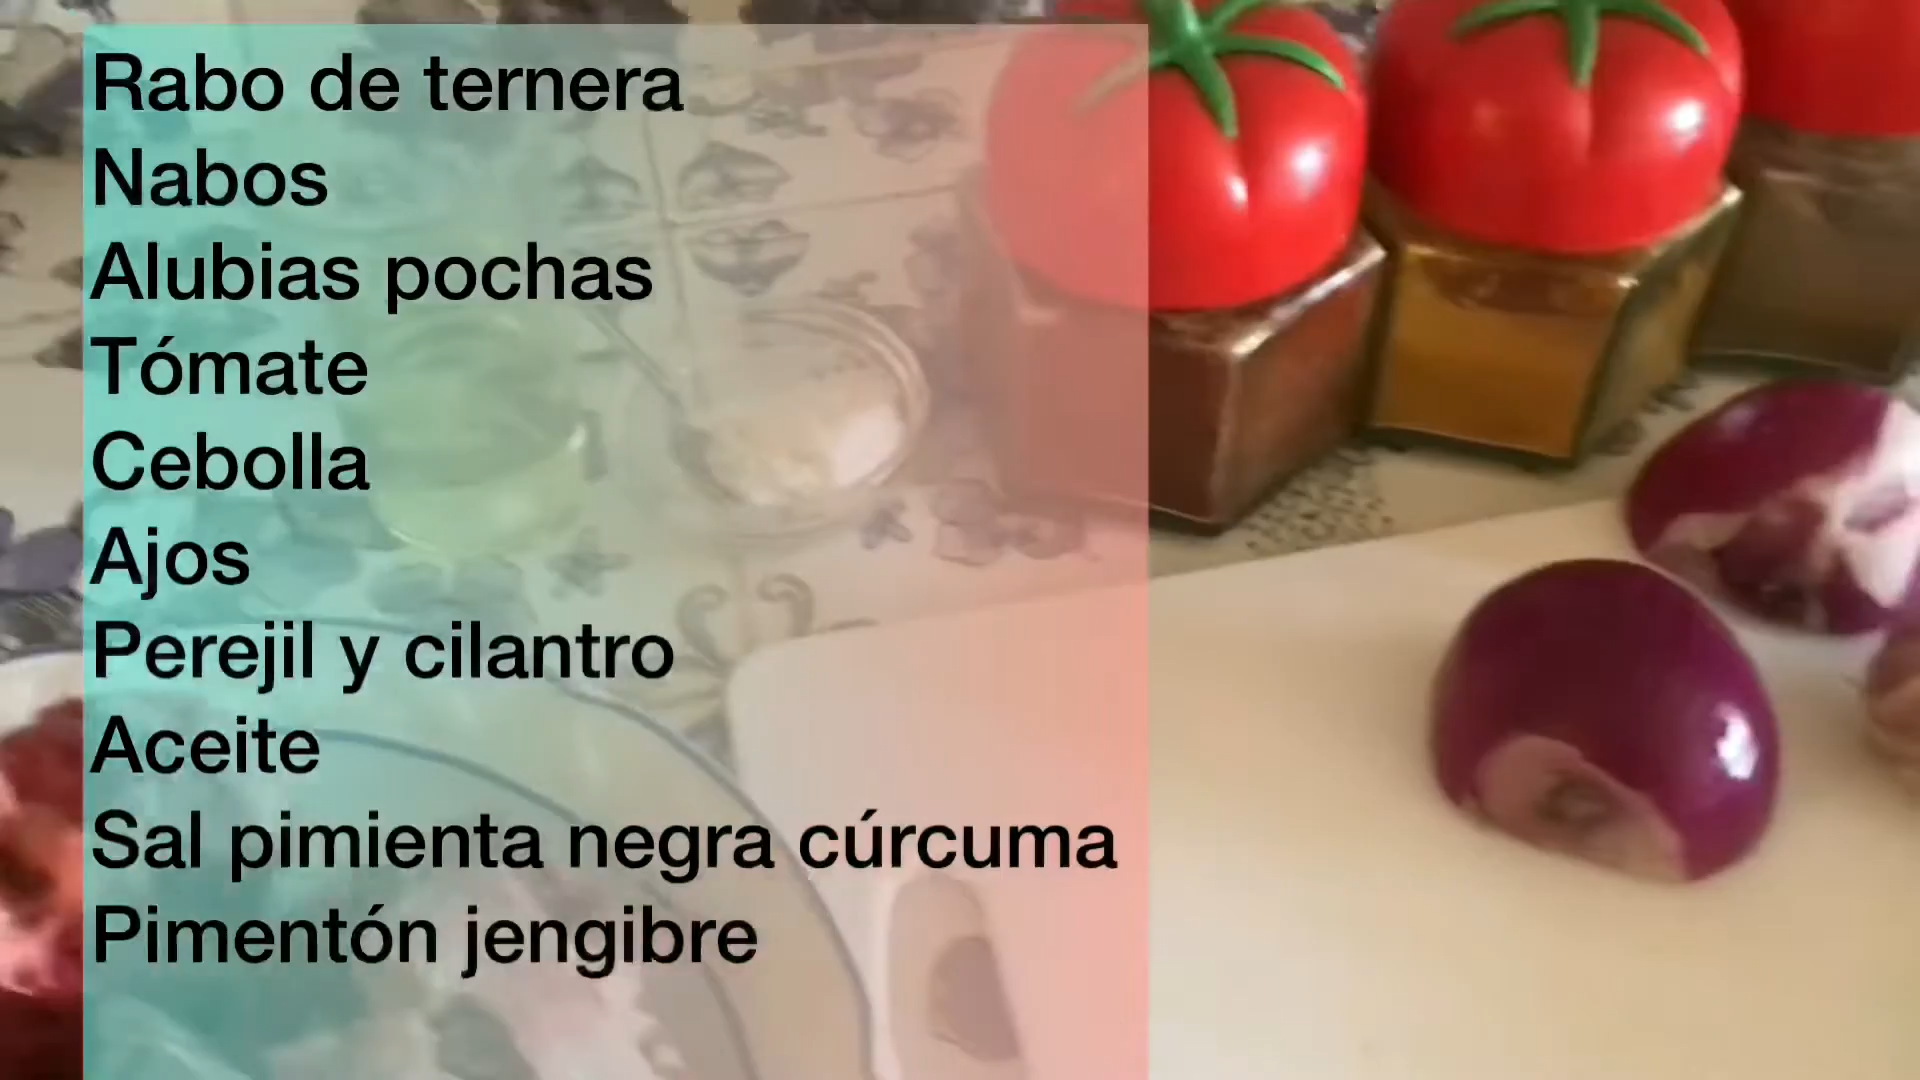 Rabo de ternera
Nabos
Alubias pochas
Tómate
Cebolla
Ajos
Perejil y cilantro
Aceite
Sal pimienta negra cúrcuma
Pimentón jengibre